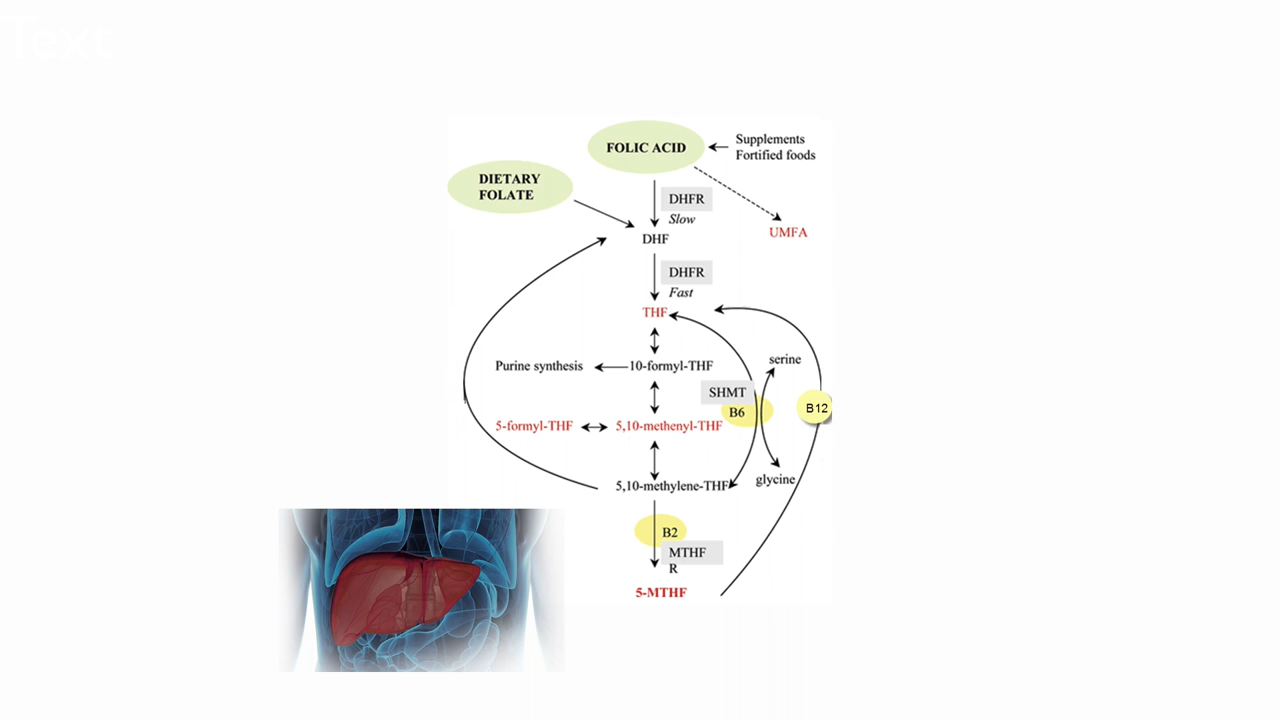 Text
FOLIC ACID
Supplements
Fortified foods
DIETARY
FOLATE
DHFR
Slow
UMFA
DHF
DHFR
Fast
THF
serine
Purine synthesis
10-formyl-THF
SHMT
B6
B12
5-formyl-THF
5,10-methenyl-THF
glycine
5,10-methylene-THF
B2
MTHF
R
5-MTHF